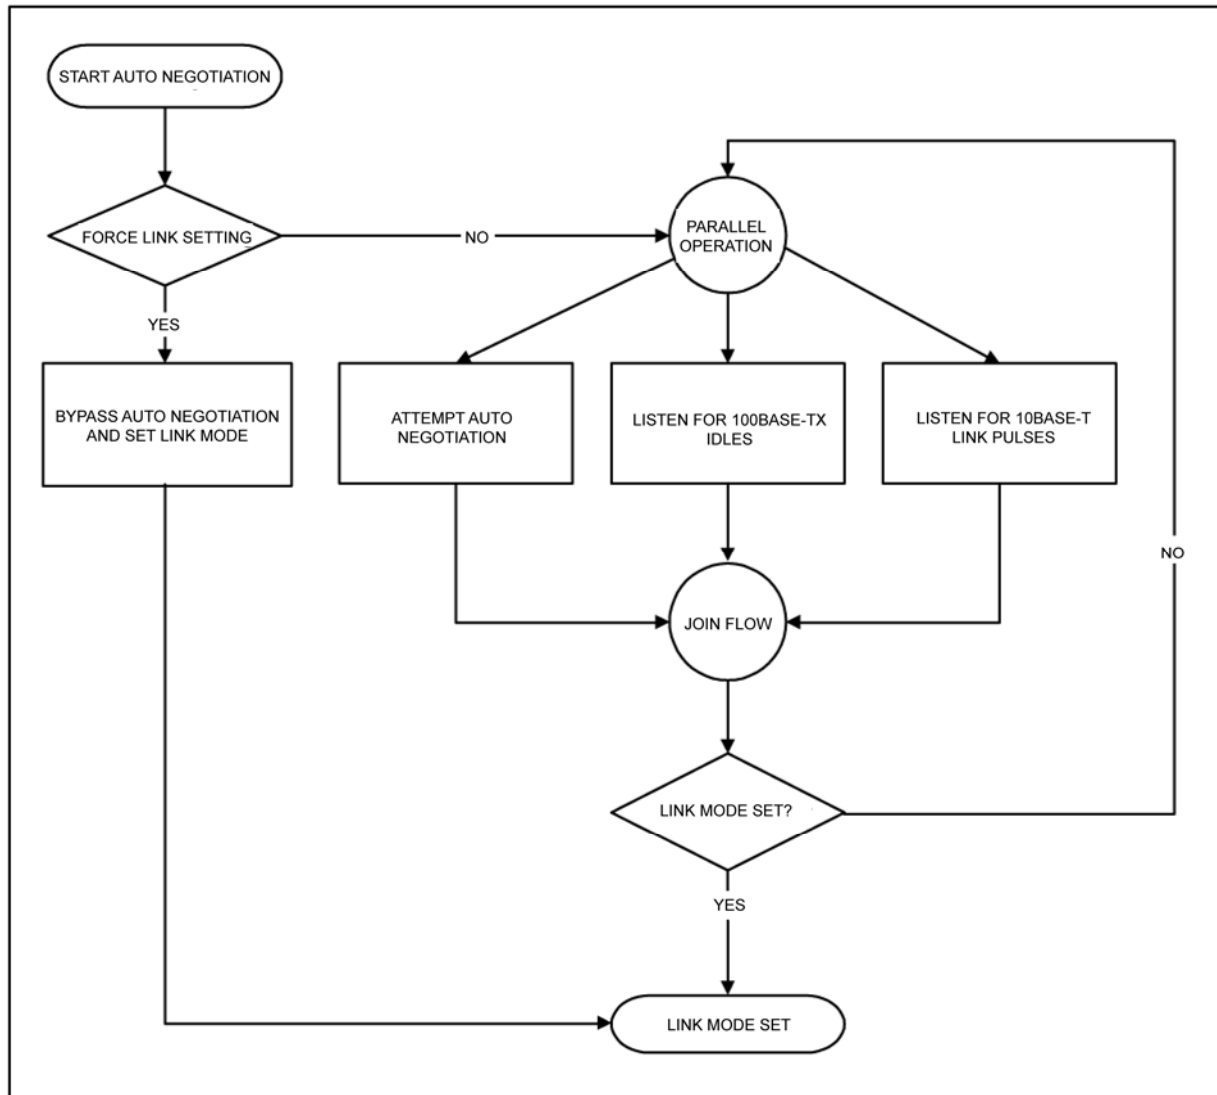 START AUTO NEGOTIATION
FORCE LINK SETTING
NO
PARALLEL
OPERATION
YES
BYPASS AUTO NEGOTIATION
AND SET LINK MODE
ATTEMPT AUTO
NEGOTIATION
LISTEN FOR 100BASE-TX
IDLES
LISTEN FOR 10BASE-T
LINK PULSES
NO
JOIN FLOW
LINK MODE SET?
YES
LINK MODE SET